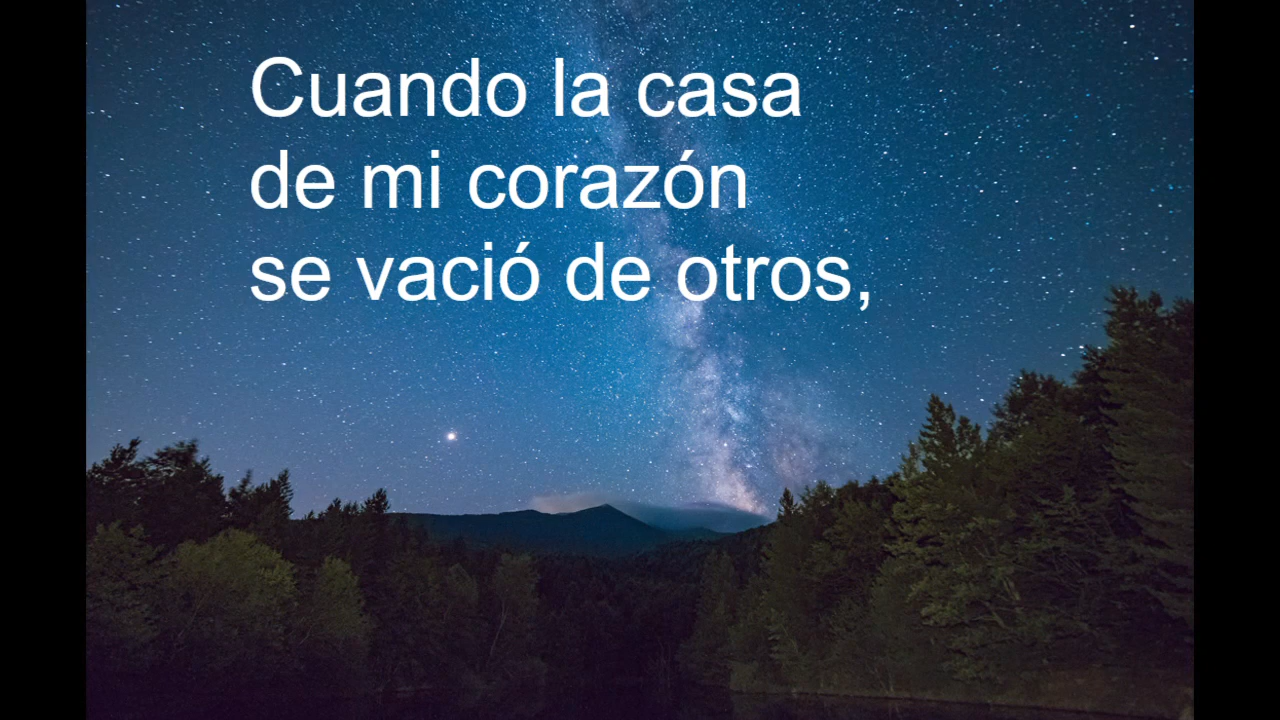 Cuando la casa
de mi corazón
se vació de otros,